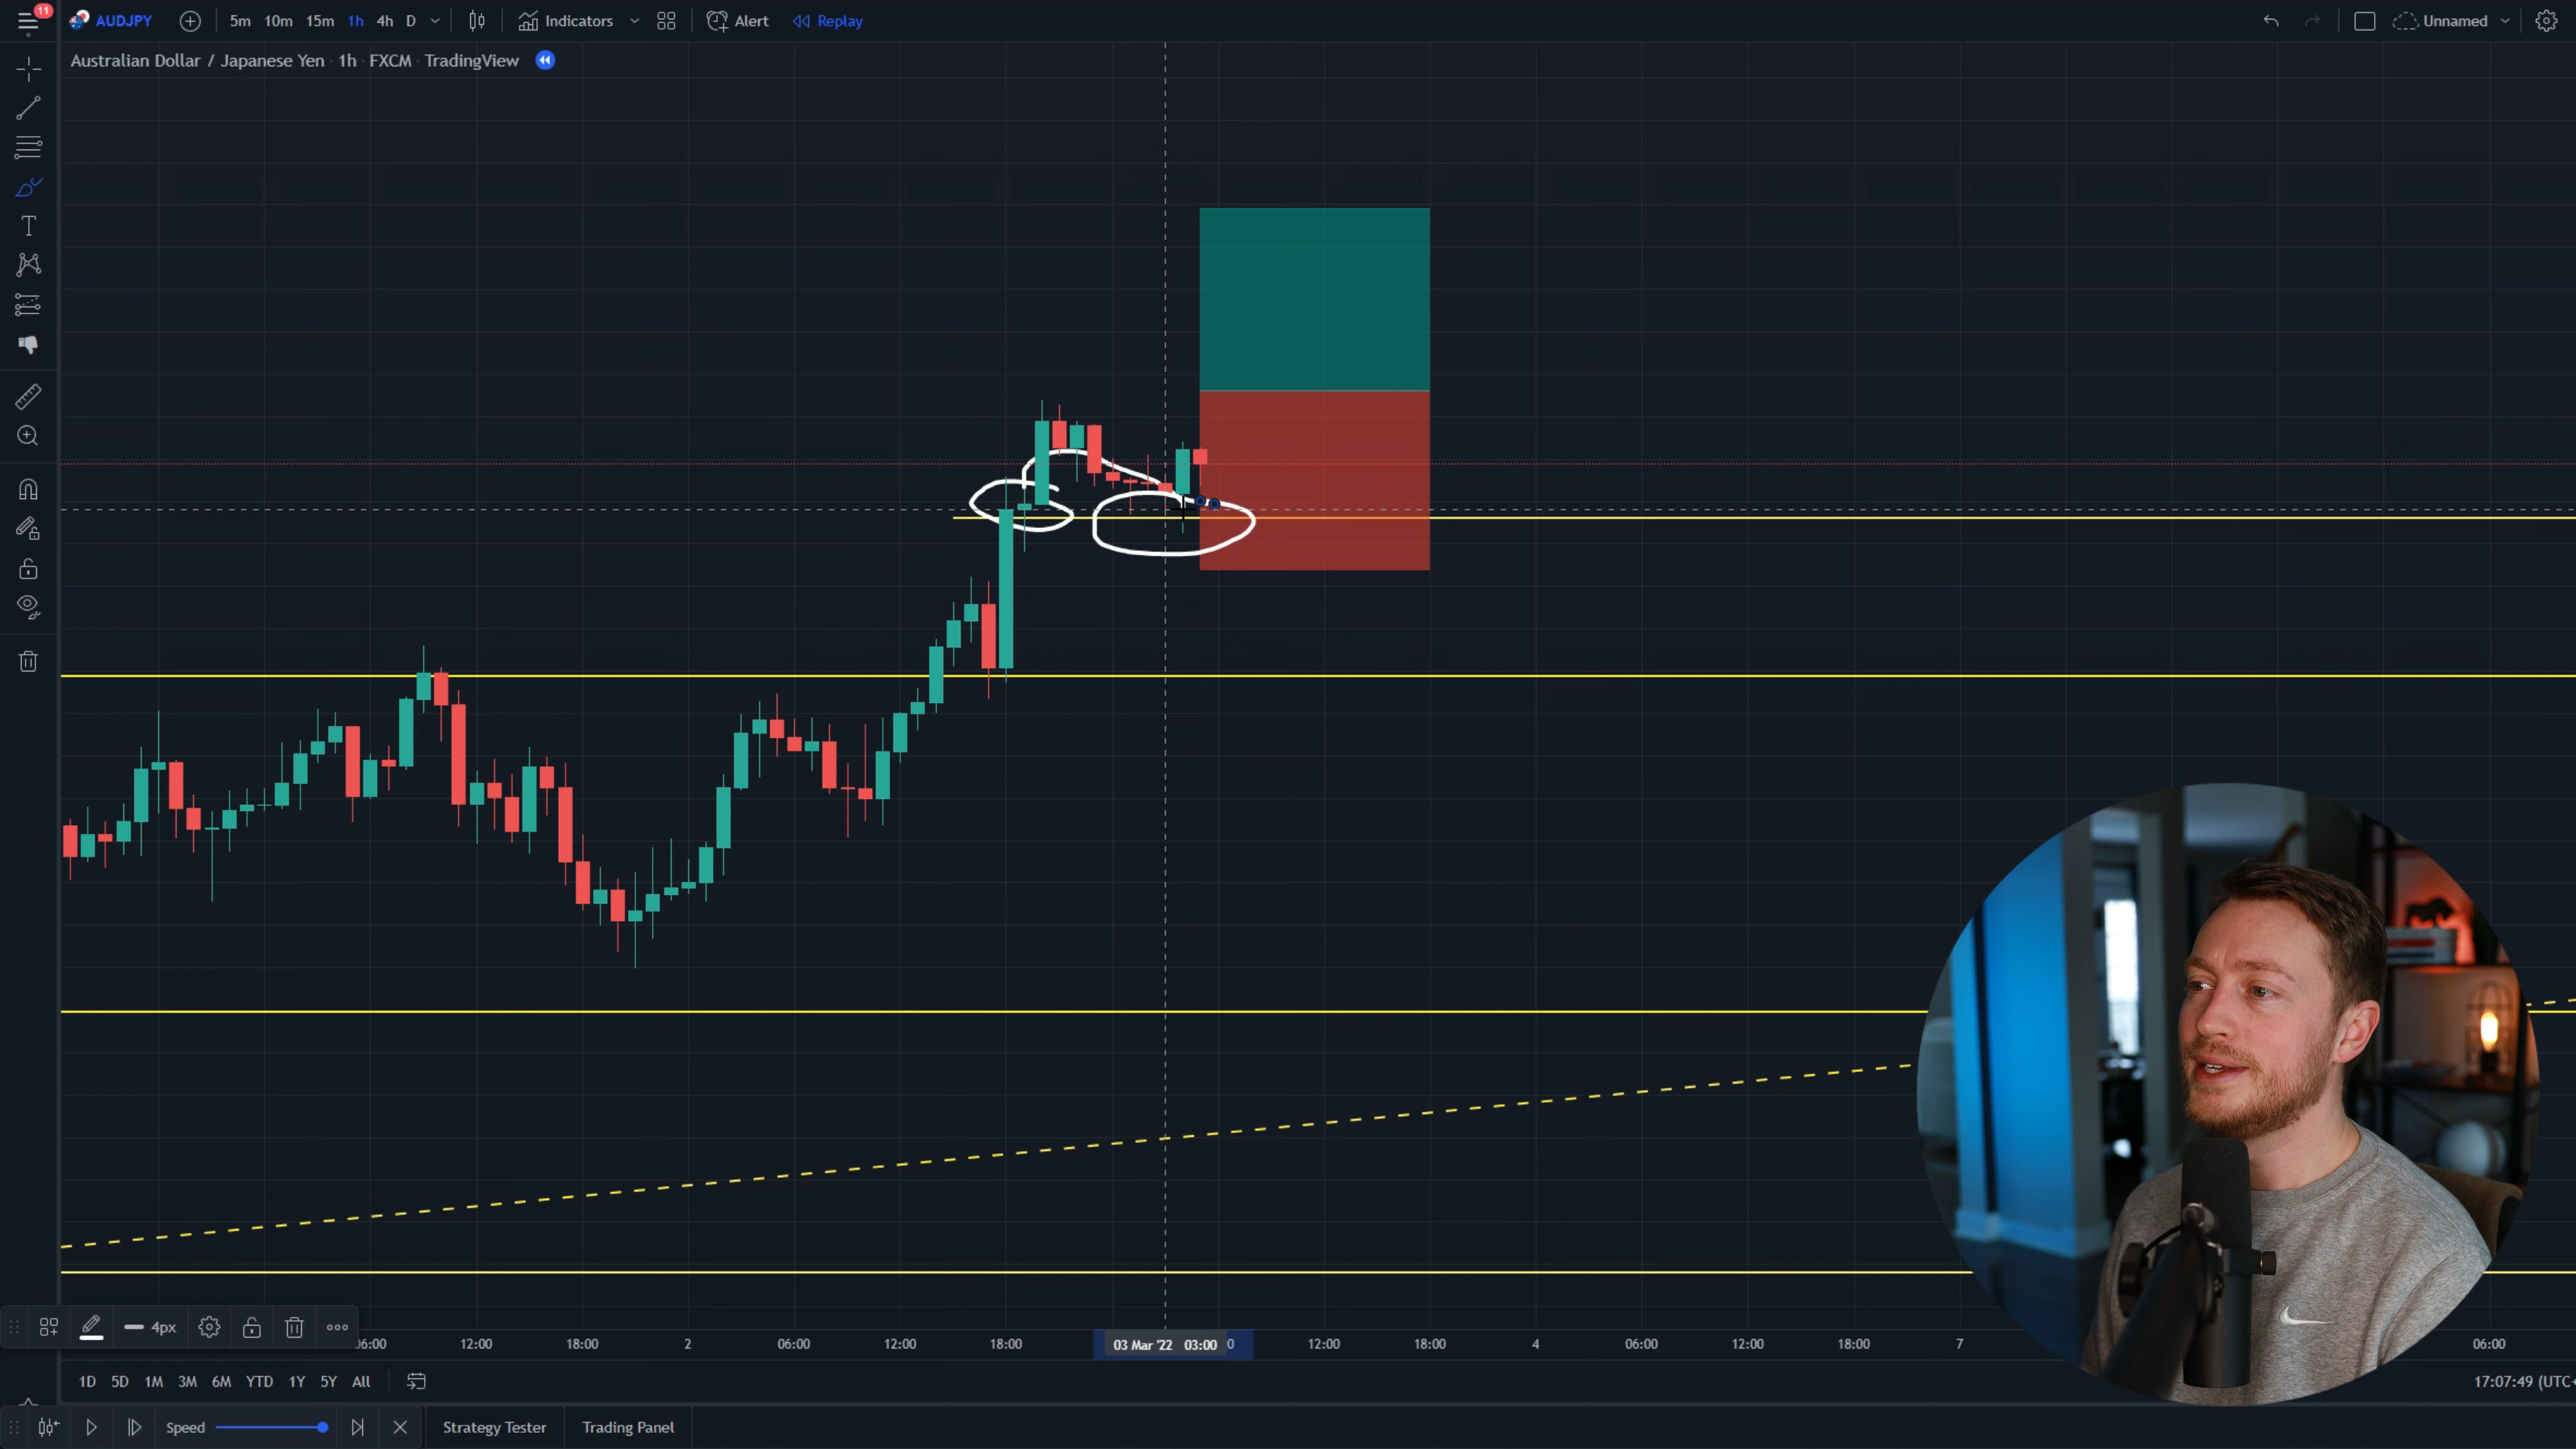 11
AUDJPY 5m 10m 15m 1h 4h D Indicators Alert Replay Unnamed
Australian Dollar / Japanese Yen · 1h · FXCM · TradingView
4px
06:00 12:00 18:00 2 06:00 12:00 18:00 03 Mar '22 03:00 0 12:00 18:00 4 06:00 12:00 18:00 7 06:00
1D 5D 1M 3M 6M YTD 1Y 5Y All 17:07:49 (UTC+
Speed Strategy Tester Trading Panel